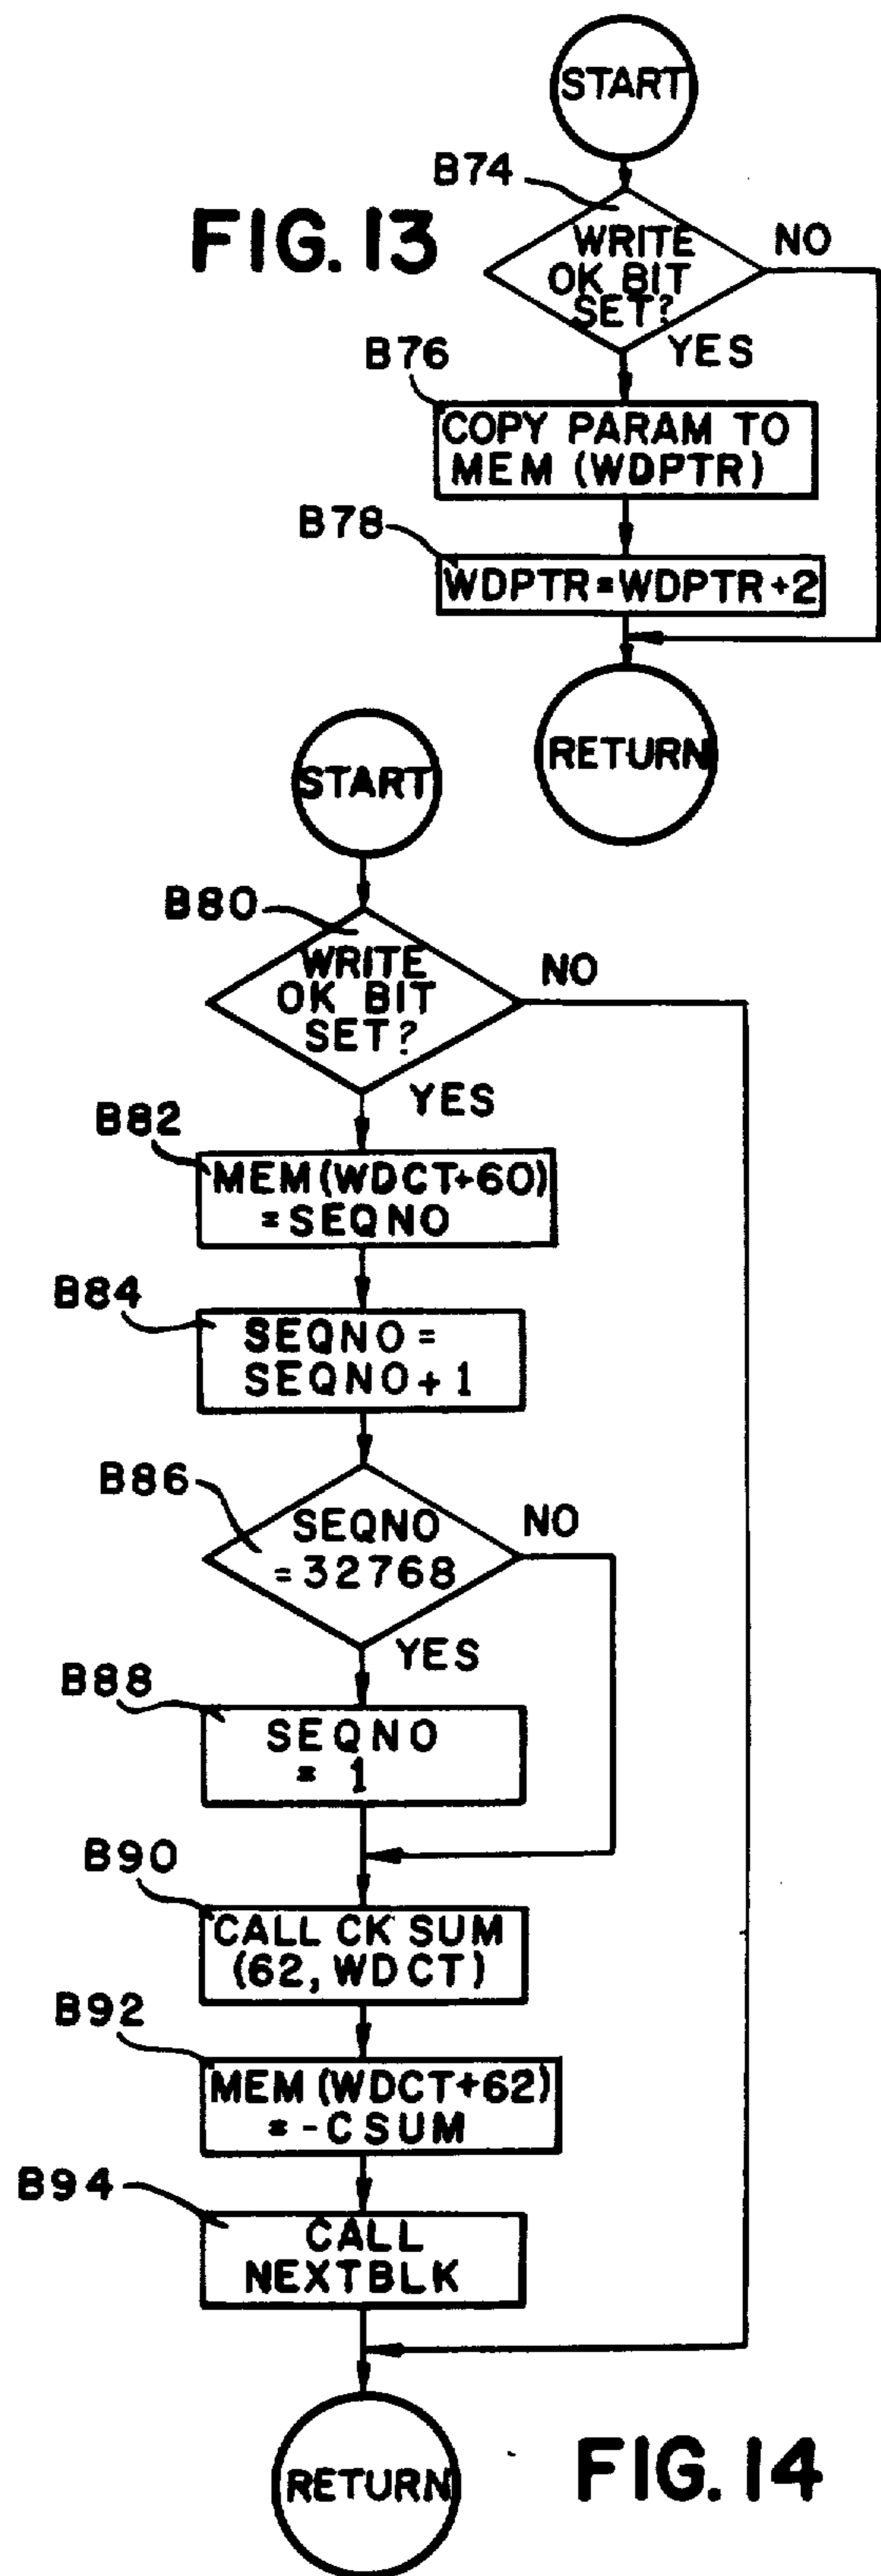 START
B74
FIG. 13
WRITE
OK BIT
SET?
NO
YES
B76
COPY PARAM TO
MEM (WDPTR)
B78
WDPTR=WDPTR+2
RETURN
START
B80
WRITE
OK BIT
SET?
NO
YES
B82
MEM(WDCT+60)
=SEQNO
B84
SEQNO =
SEQNO+1
B86
SEQNO
=32768
NO
YES
B88
SEQNO
= 1
B90
CALL CK SUM
(62, WDCT)
B92
MEM (WDCT+62)
=-CSUM
B94
CALL
NEXTBLK
RETURN
FIG. 14